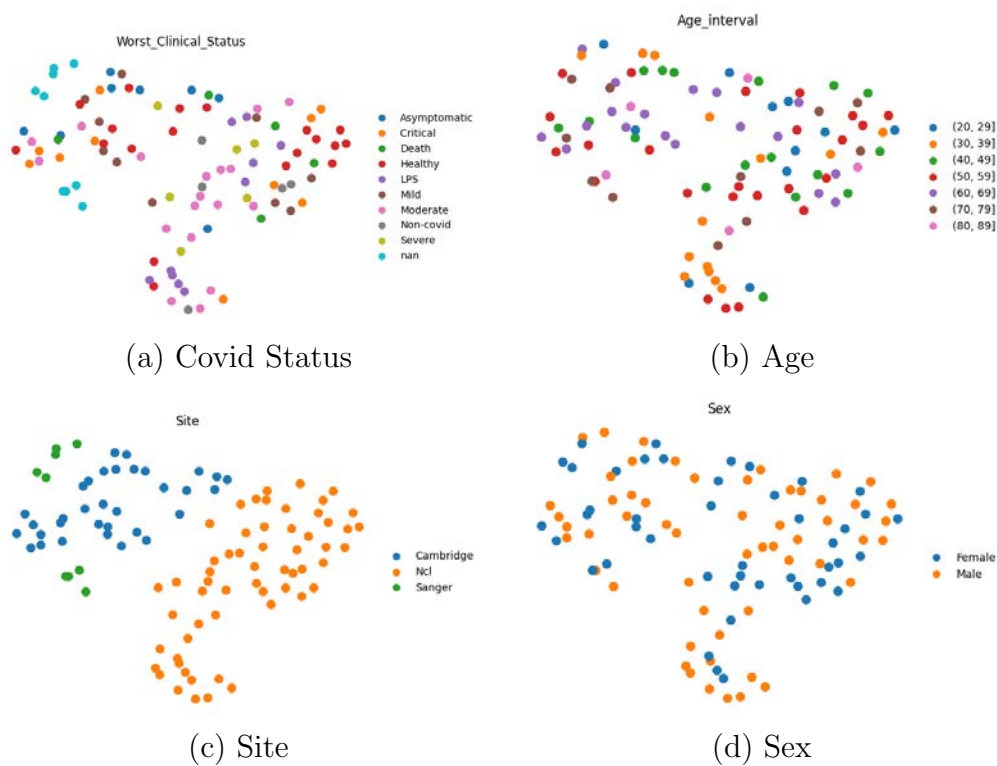 Worst_Clinical_Status
Asymptomatic
Critical
Death
Healthy
LPS
Mild
Moderate
Non-covid
Severe
nan
(a) Covid Status
Age_interval
(20, 29]
(30, 39]
(40, 49]
(50, 59]
(60, 69]
(70, 79]
(80, 89]
(b) Age
Site
Cambridge
Ncl
Sanger
(c) Site
Sex
Female
Male
(d) Sex